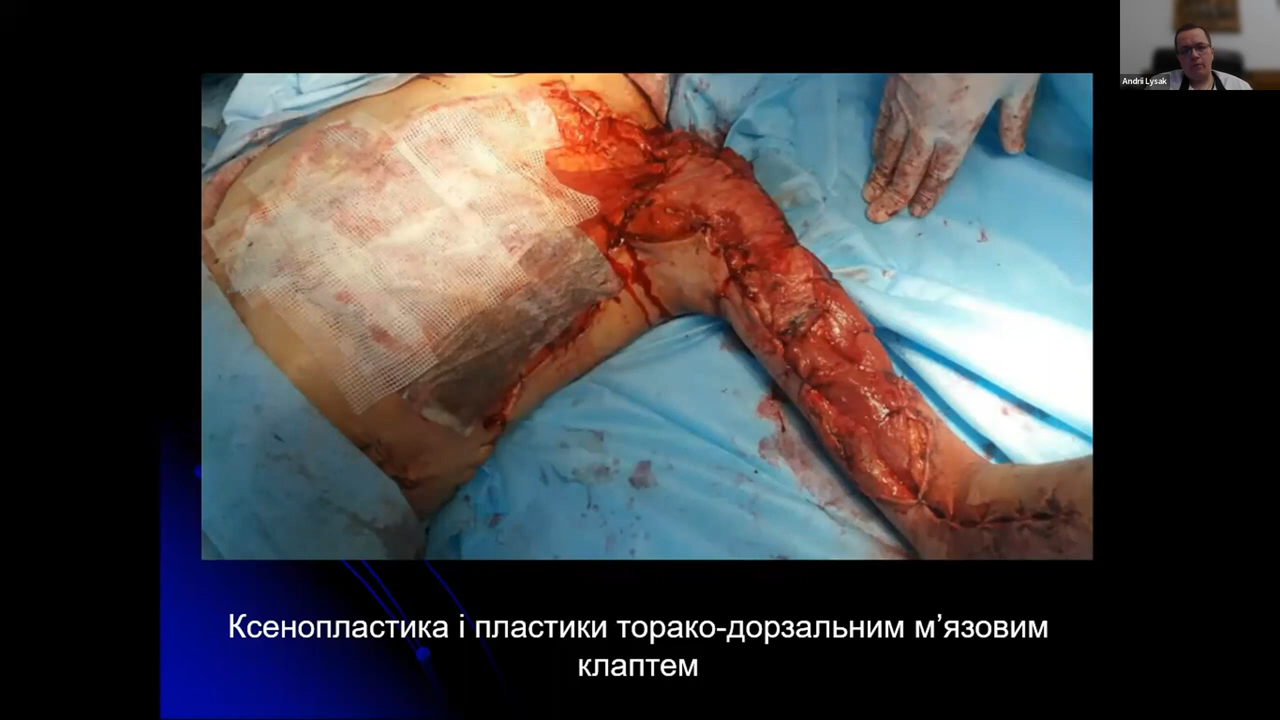 Andrii Lysak
Ксенопластика і пластики торако-дорзальним м’язовим
клаптем